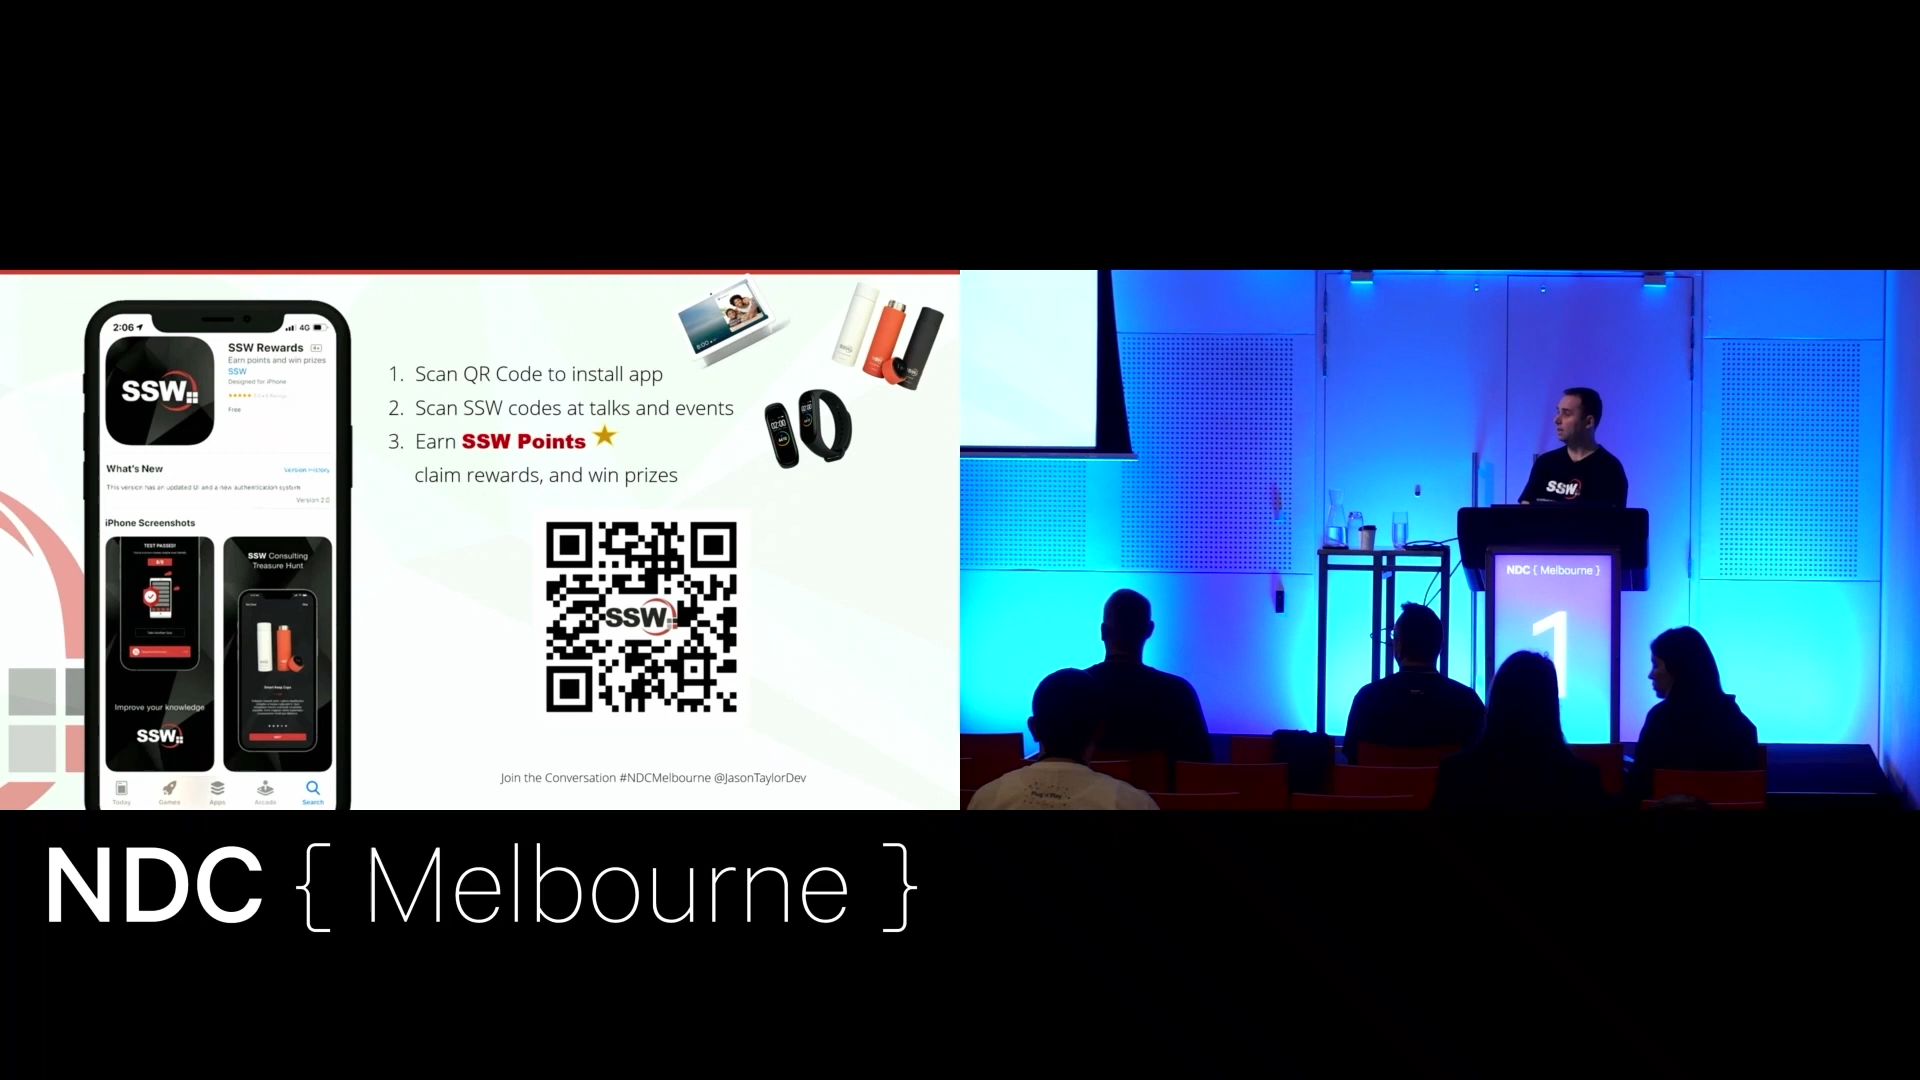 2:06
4G
SSW Rewards
4+
Earn points and win prizes
SSW
Designed for iPhone
Free
SSW
What's New
Version History
This version has an updated UI and a new authentication system
Version 2.0
iPhone Screenshots
TEST PASSED!
Improve your knowledge
SSW
SSW Consulting
Treasure Hunt
Today
Games
Apps
Arcade
Search
1. Scan QR Code to install app
2. Scan SSW codes at talks and events
3. Earn SSW Points
claim rewards, and win prizes
SSW
Join the Conversation #NDCMelbourne @JasonTaylorDev
SSW
NDC { Melbourne }
1
NDC { Melbourne }